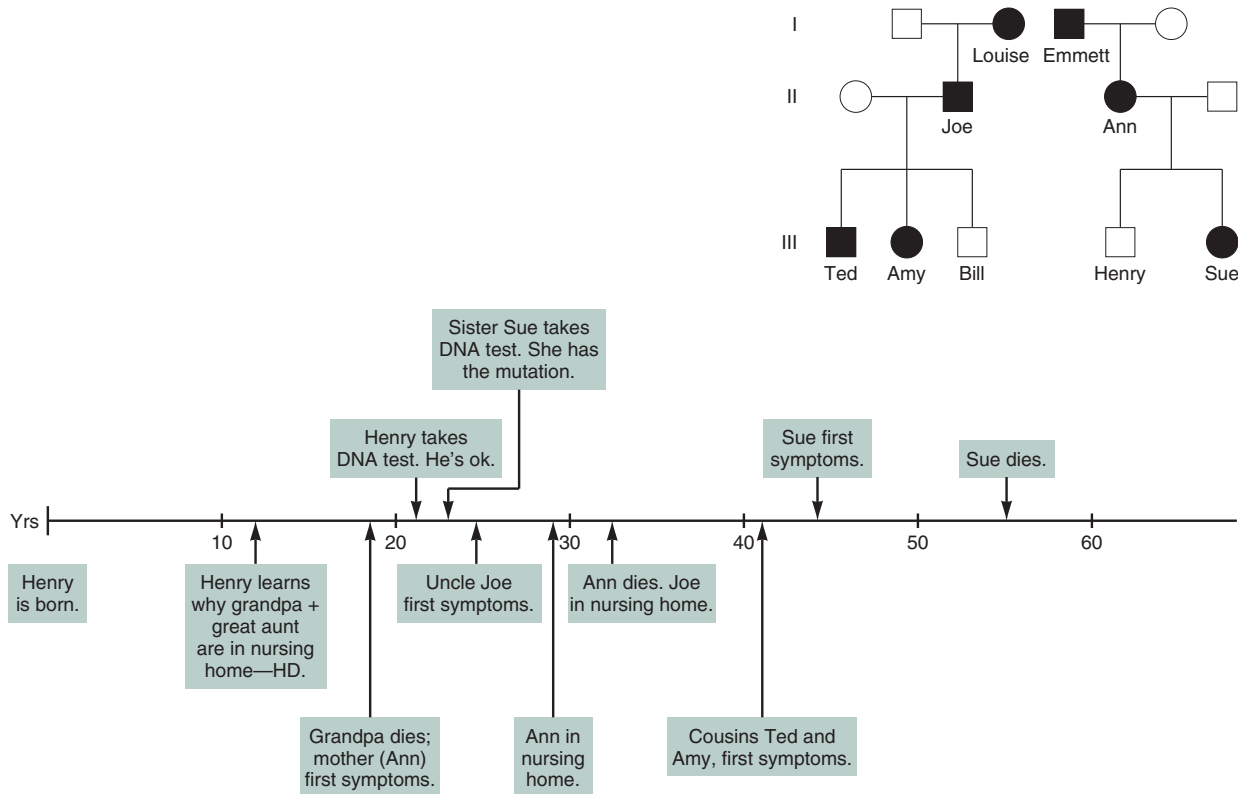 I
Louise Emmett
II
Joe Ann
III
Ted Amy Bill Henry Sue
Sister Sue takes
DNA test. She has
the mutation.
Henry takes
DNA test. He's ok.
Sue first
symptoms.
Sue dies.
Yrs
10 20 30 40 50 60
Henry
is born.
Henry learns
why grandpa +
great aunt
are in nursing
home—HD.
Uncle Joe
first symptoms.
Ann dies. Joe
in nursing home.
Grandpa dies;
mother (Ann)
first symptoms.
Ann in
nursing
home.
Cousins Ted and
Amy, first symptoms.